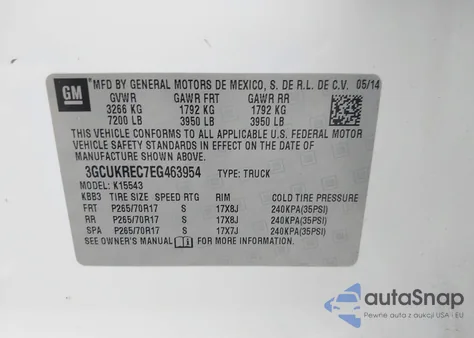 GM MFD BY GENERAL MOTORS DE MEXICO, S. DE R.L. DE C.V. 05/14
GVWR GAWR FRT GAWR RR
3266 KG 1792 KG 1792 KG
7200 LB 3950 LB 3950 LB
THIS VEHICLE CONFORMS TO ALL APPLICABLE U.S. FEDERAL MOTOR
VEHICLE SAFETY, BUMPER, AND THEFT PREVENTION STANDARDS IN
EFFECT ON THE DATE OF MANUFACTURE SHOWN ABOVE.
3GCUKREC7EG463954 TYPE: TRUCK
MODEL: K15543
KBB3 TIRE SIZE SPEED RTG RIM COLD TIRE PRESSURE
FRT P265/70R17 S 17X8J 240KPA(35PSI)
RR P265/70R17 S 17X8J 240KPA(35PSI)
SPA P265/70R17 S 17X7J 240KPA(35PSI)
SEE OWNER'S MANUAL FOR MORE INFORMATION.
autoSnap
Pewne auta z aukcji USA i EU